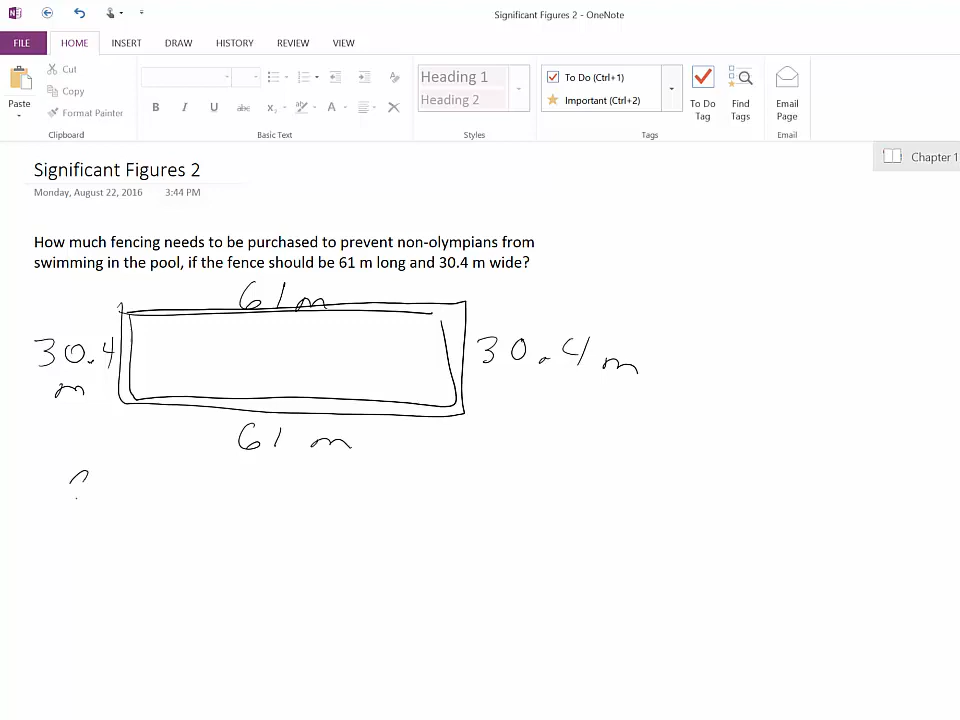 Significant Figures 2 - OneNote
FILE HOME INSERT DRAW HISTORY REVIEW VIEW
Paste
Cut
Copy
Format Painter
Clipboard
B I U abc x₂ A
Basic Text
Heading 1
Heading 2
Styles
To Do (Ctrl+1)
Important (Ctrl+2)
To Do Tag
Find Tags
Tags
Email Page
Email
Chapter 1
Significant Figures 2
Monday, August 22, 2016 3:44 PM
How much fencing needs to be purchased to prevent non-olympians from
swimming in the pool, if the fence should be 61 m long and 30.4 m wide?
61 m
30.4
m
30.4 m
61 m